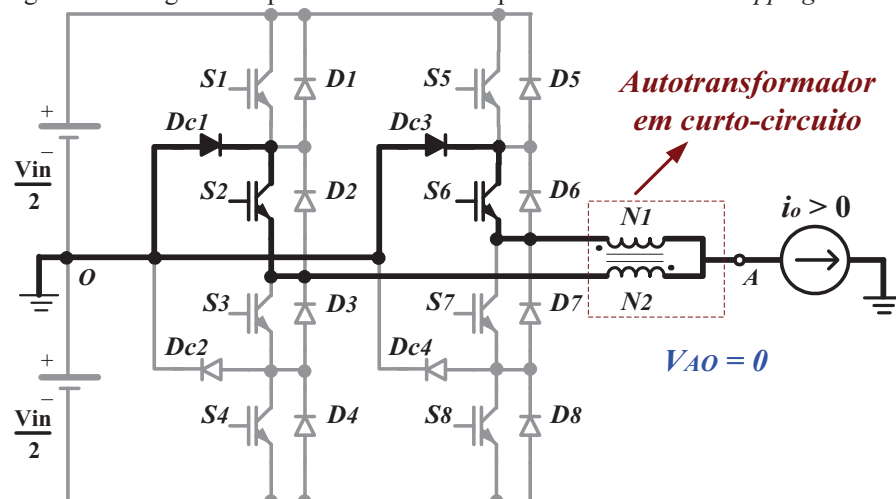 S1
D1
S5
D5
Autotransformador
em curto-circuito
+
Vin
2
–
Dc1
Dc3
S2
D2
S6
D6
N1
io > 0
O
A
N2
S3
D3
S7
D7
Dc2
Dc4
VAO = 0
+
Vin
2
–
S4
D4
S8
D8